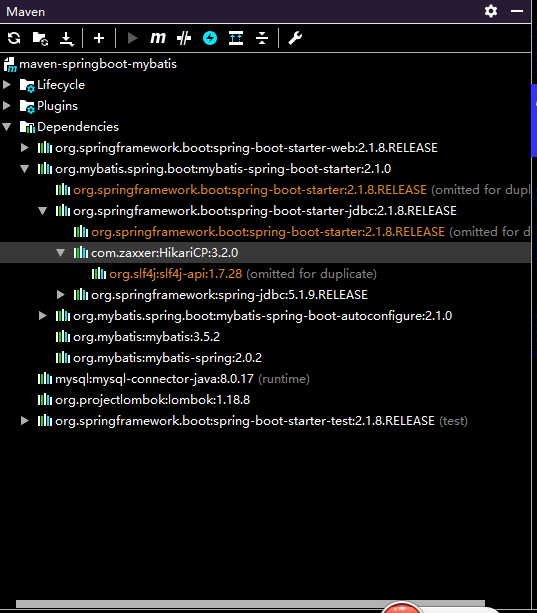 Maven
maven-springboot-mybatis
Lifecycle
Plugins
Dependencies
org.springframework.boot:spring-boot-starter-web:2.1.8.RELEASE
org.mybatis.spring.boot:mybatis-spring-boot-starter:2.1.0
org.springframework.boot:spring-boot-starter:2.1.8.RELEASE (omitted for dupl
org.springframework.boot:spring-boot-starter-jdbc:2.1.8.RELEASE
org.springframework.boot:spring-boot-starter:2.1.8.RELEASE (omitted for d
com.zaxxer:HikariCP:3.2.0
org.slf4j:slf4j-api:1.7.28 (omitted for duplicate)
org.springframework:spring-jdbc:5.1.9.RELEASE
org.mybatis.spring.boot:mybatis-spring-boot-autoconfigure:2.1.0
org.mybatis:mybatis:3.5.2
org.mybatis:mybatis-spring:2.0.2
mysql:mysql-connector-java:8.0.17 (runtime)
org.projectlombok:lombok:1.18.8
org.springframework.boot:spring-boot-starter-test:2.1.8.RELEASE (test)